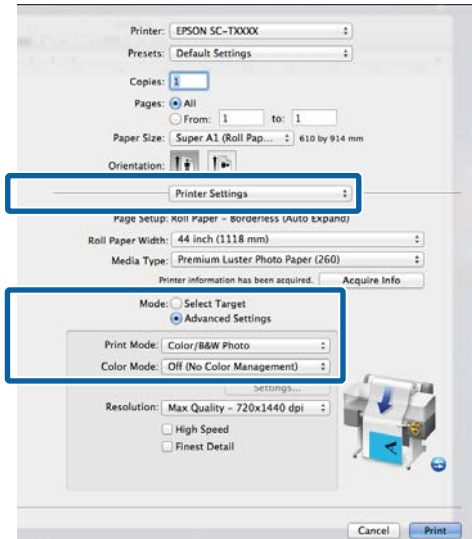 Printer: EPSON SC-TXXXX
Presets: Default Settings
Copies: 1
Pages: All
From: 1 to: 1
Paper Size: Super A1 (Roll Pap... 610 by 914 mm
Orientation:
Printer Settings
Page Setup: Roll Paper - Borderless (Auto Expand)
Roll Paper Width: 44 inch (1118 mm)
Media Type: Premium Luster Photo Paper (260)
Printer information has been acquired. Acquire Info
Mode: Select Target
Advanced Settings
Print Mode: Color/B&W Photo
Color Mode: Off (No Color Management)
Settings...
Resolution: Max Quality - 720x1440 dpi
High Speed
Finest Detail
A
Cancel Print